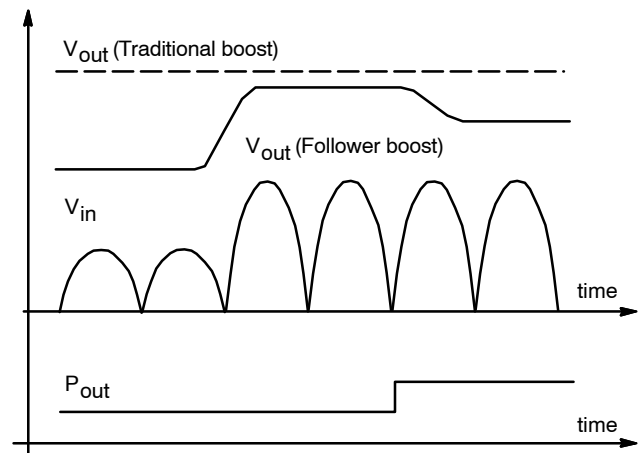 Vout (Traditional boost)
Vout (Follower boost)
Vin
time
Pout
time